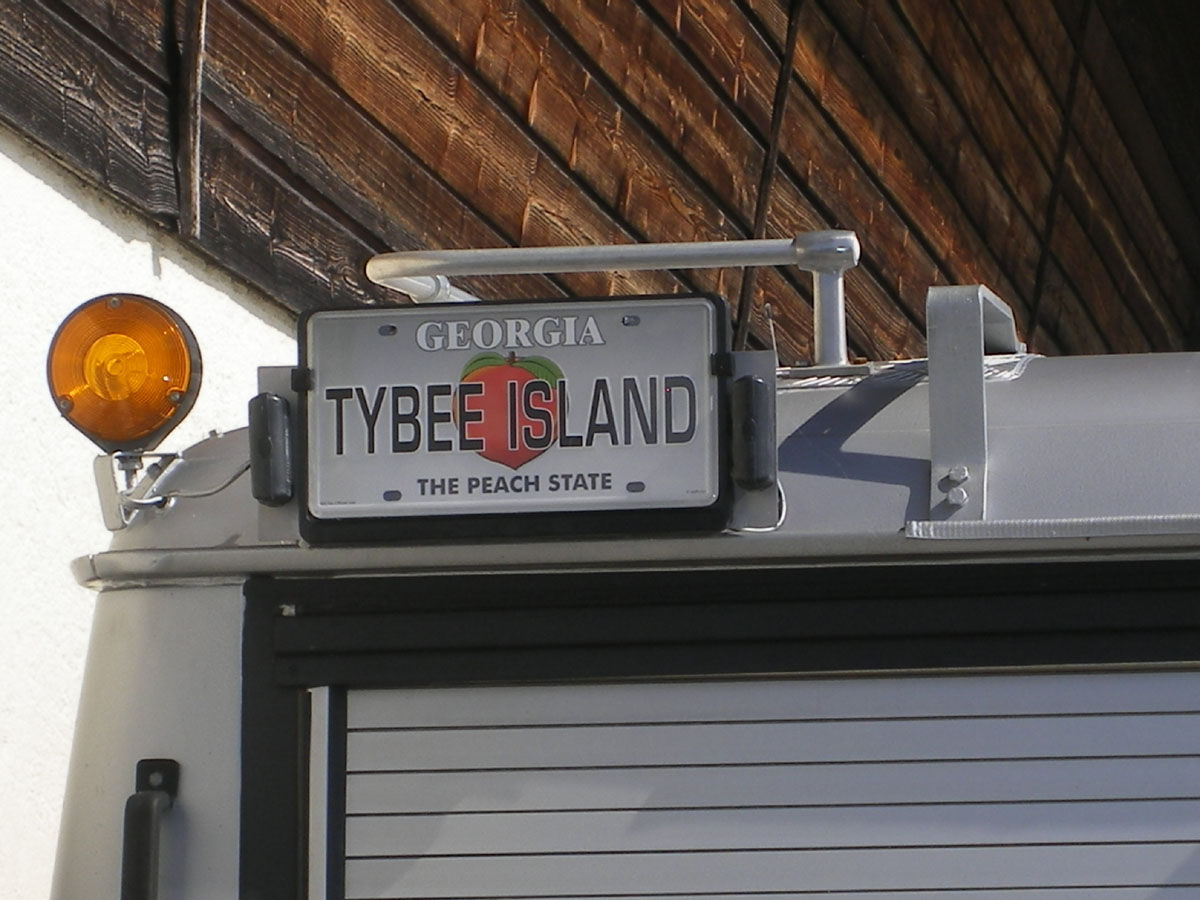 GEORGIA
TYBEE ISLAND
THE PEACH STATE